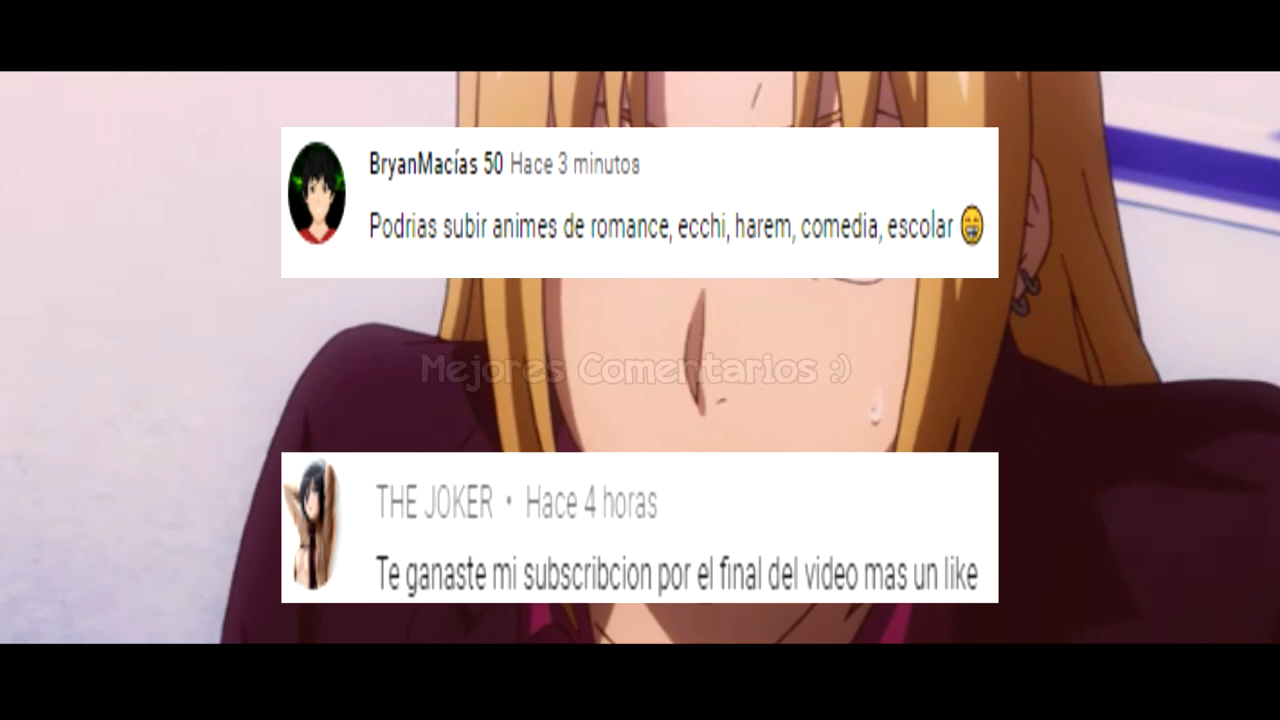 BryanMacías 50 Hace 3 minutos
Podrias subir animes de romance, ecchi, harem, comedia, escolar 😁
Mejores Comentarios :)
THE JOKER • Hace 4 horas
Te ganaste mi subscribcion por el final del video mas un like